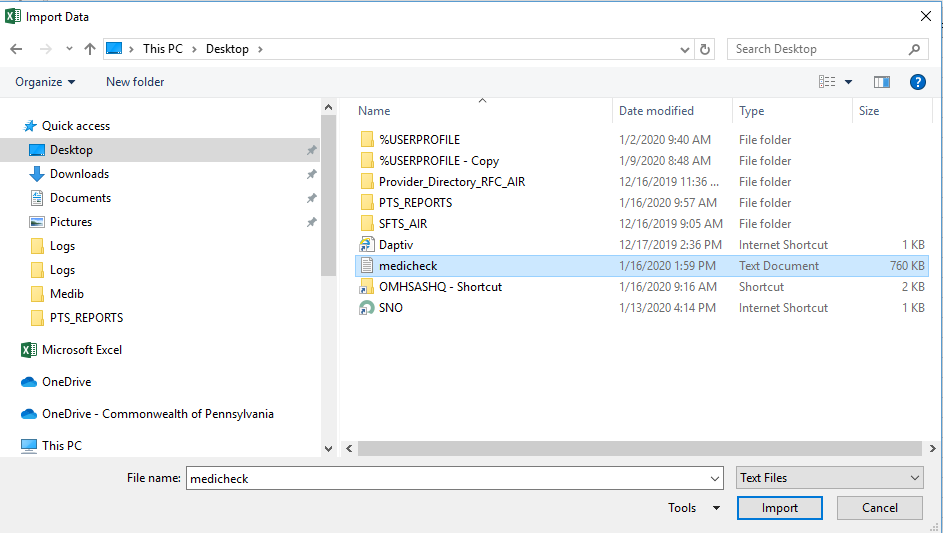 Import Data
This PC > Desktop >
Search Desktop
Organize
New folder
Quick access
Desktop
Downloads
Documents
Pictures
Logs
Logs
Medib
PTS_REPORTS
Microsoft Excel
OneDrive
OneDrive - Commonwealth of Pennsylvania
This PC
Name Date modified Type Size
%USERPROFILE 1/2/2020 9:40 AM File folder
%USERPROFILE - Copy 1/9/2020 8:48 AM File folder
Provider_Directory_RFC_AIR 12/16/2019 11:36 ... File folder
PTS_REPORTS 1/16/2020 9:57 AM File folder
SFTS_AIR 12/16/2019 9:05 AM File folder
Daptiv 12/17/2019 2:36 PM Internet Shortcut 1 KB
medicheck 1/16/2020 1:59 PM Text Document 760 KB
OMHSASHQ - Shortcut 1/16/2020 9:16 AM Shortcut 2 KB
SNO 1/13/2020 4:14 PM Internet Shortcut 1 KB
File name: medicheck
Text Files
Tools
Import
Cancel